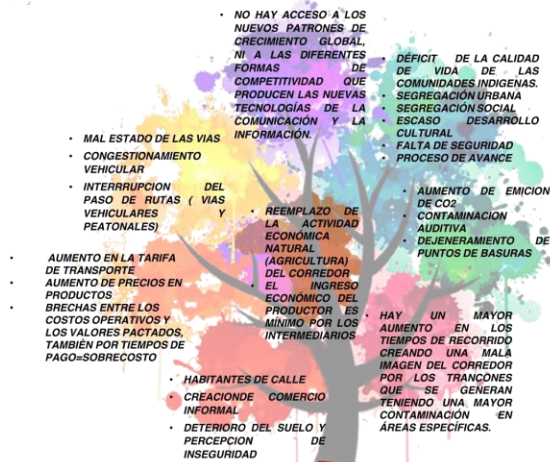 • NO HAY ACCESO A LOS
NUEVOS PATRONES DE
CRECIMIENTO GLOBAL,
NI A LAS DIFERENTES
FORMAS DE
COMPETITIVIDAD QUE
PRODUCEN LAS NUEVAS
TECNOLOGÍAS DE LA
COMUNICACIÓN Y LA
INFORMACIÓN.
• DÉFICIT DE LA CALIDAD
DE VIDA DE LAS
COMUNIDADES INDIGENAS.
• SEGREGACIÓN URBANA
• SEGREGACIÓN SOCIAL
• ESCASO DESARROLLO
CULTURAL
• FALTA DE SEGURIDAD
• PROCESO DE AVANCE
• MAL ESTADO DE LAS VIAS
• CONGESTIONAMIENTO
VEHICULAR
• INTERRRUPCION DEL
PASO DE RUTAS ( VIAS
VEHICULARES Y
PEATONALES)
• REEMPLAZO DE
LA ACTIVIDAD
ECONÓMICA
NATURAL
(AGRICULTURA)
DEL CORREDOR
• EL INGRESO
ECONÓMICO DEL
PRODUCTOR ES
MÍNIMO POR LOS
INTERMEDIARIOS
• AUMENTO DE EMICION
DE CO2
• CONTAMINACION
AUDITIVA
• DEJENERAMIENTO DE
PUNTOS DE BASURAS
• AUMENTO EN LA TARIFA
DE TRANSPORTE
• AUMENTO DE PRECIOS EN
PRODUCTOS
• BRECHAS ENTRE LOS
COSTOS OPERATIVOS Y
LOS VALORES PACTADOS,
TAMBIÉN POR TIEMPOS DE
PAGO=SOBRECOSTO
• HAY UN MAYOR
AUMENTO EN LOS
TIEMPOS DE RECORRIDO
CREANDO UNA MALA
IMAGEN DEL CORREDOR
POR LOS TRANCONES
QUE SE GENERAN
TENIENDO UNA MAYOR
CONTAMINACIÓN EN
ÁREAS ESPECÍFICAS.
• HABITANTES DE CALLE
• CREACIONDE COMERCIO
INFORMAL
• DETERIORO DEL SUELO Y
PERCEPCION DE
INSEGURIDAD